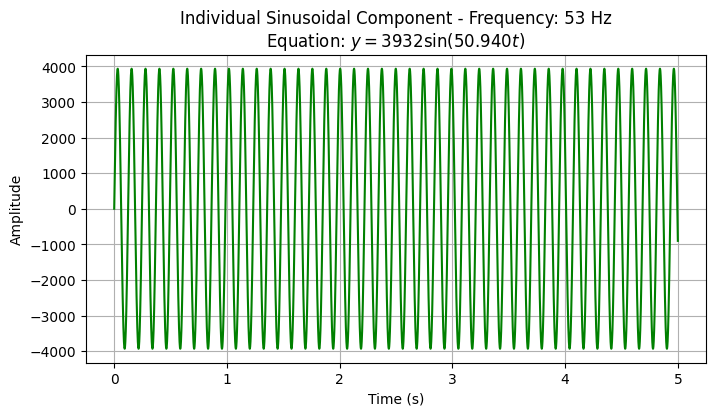 Individual Sinusoidal Component - Frequency: 53 Hz
Equation: y = 3932sin(50.940t)
4000
3000
2000
1000
0
−1000
−2000
−3000
−4000
Amplitude
0 1 2 3 4 5
Time (s)